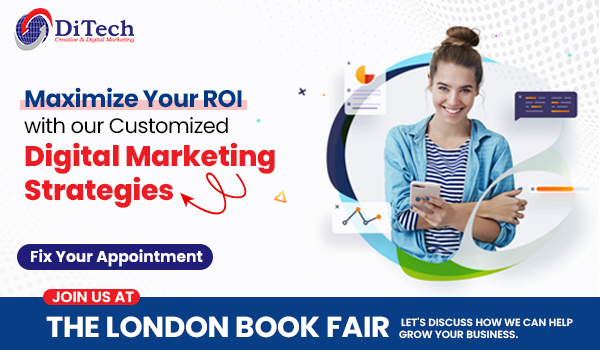 DiTech
Creative & Digital Marketing
Maximize Your ROI
with our Customized
Digital Marketing
Strategies
Fix Your Appointment
JOIN US AT
THE LONDON BOOK FAIR
LET'S DISCUSS HOW WE CAN HELP
GROW YOUR BUSINESS.